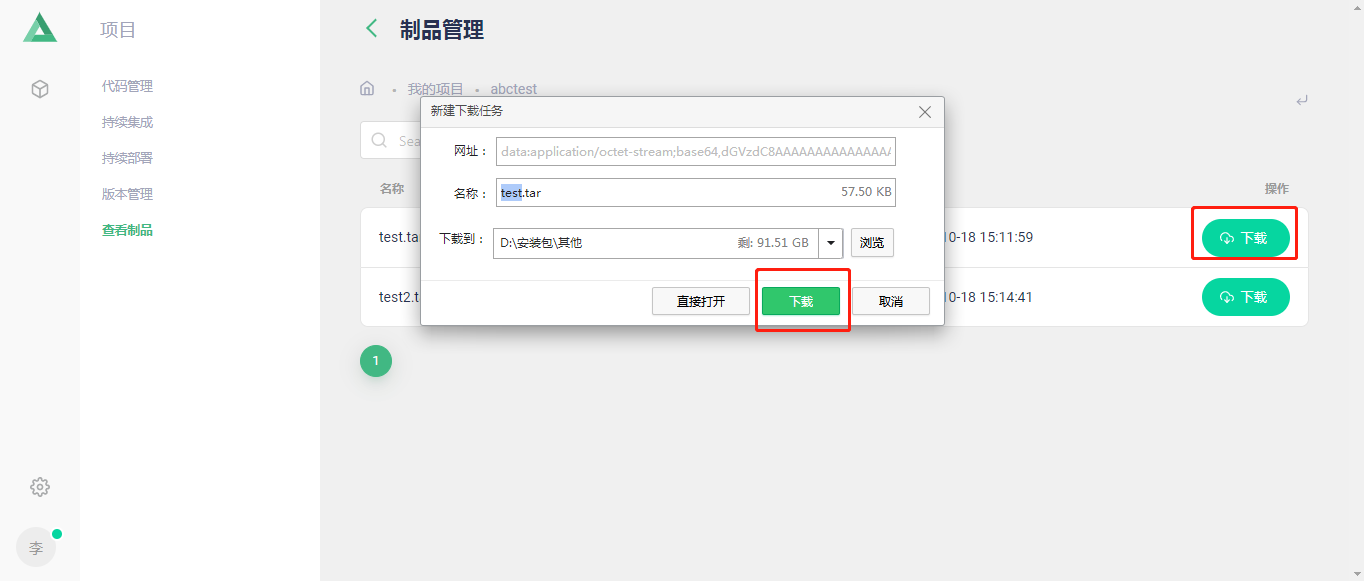 项目
制品管理
代码管理
持续集成
持续部署
版本管理
查看制品
我的项目 • abctest
新建下载任务
Sea
网址：
data:application/octet-stream;base64,dGVzdC8AAAAAAAAAAAAAAA
名称：
test.tar
57.50 KB
下载到：
D:\安装包\其他
剩: 91.51 GB
浏览
直接打开
下载
取消
名称
操作
test.ta
0-18 15:11:59
下载
test2.t
0-18 15:14:41
下载
1
李